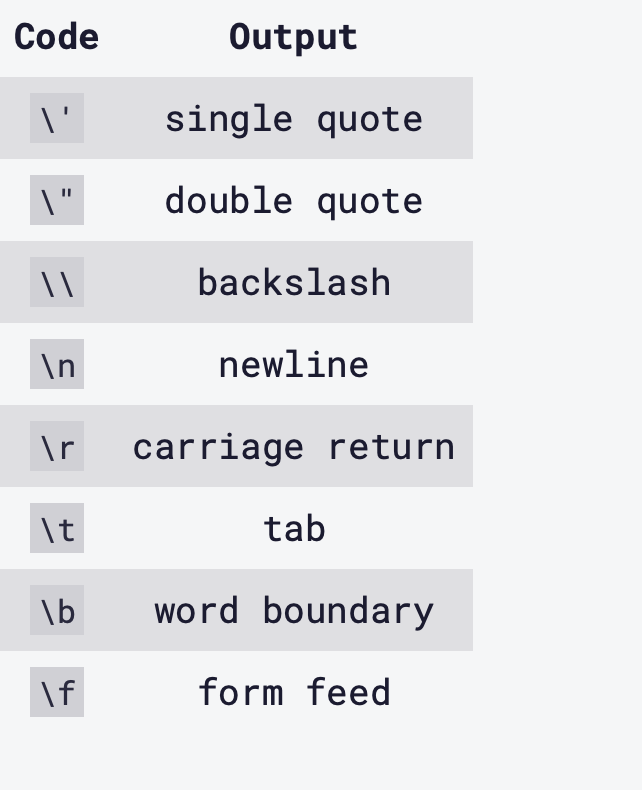 Code Output
\' single quote
\" double quote
\\ backslash
\n newline
\r carriage return
\t tab
\b word boundary
\f form feed